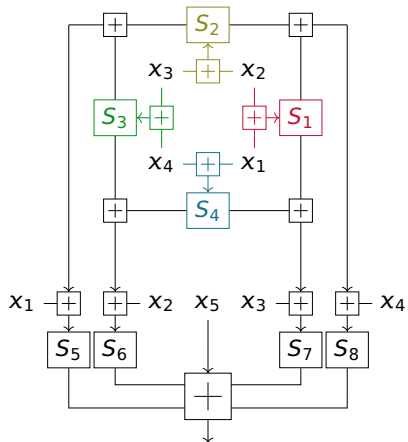 + S₂ +
x₃ + x₂
S₃ + + S₁
x₄ + x₁
+ S₄ +
x₁ + + x₂ x₅ x₃ + + x₄
S₅ S₆ S₇ S₈
+